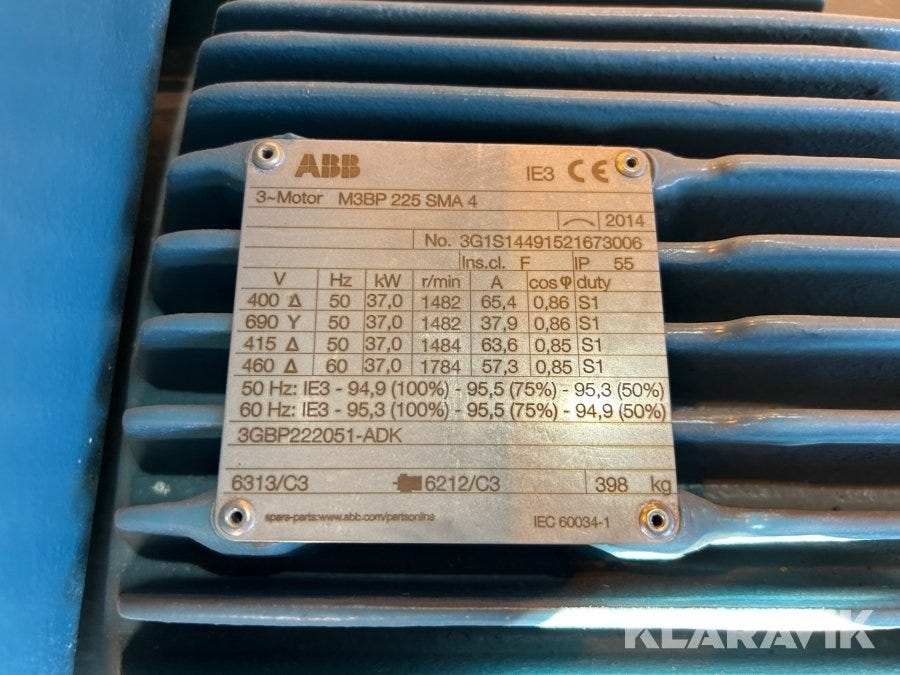 ABB IE3 CE
3~Motor M3BP 225 SMA 4
2014
No. 3G1S14491521673006
Ins.cl. F IP 55
V Hz kW r/min A cos φ duty
400 Δ 50 37,0 1482 65,4 0,86 S1
690 Y 50 37,0 1482 37,9 0,86 S1
415 Δ 50 37,0 1484 63,6 0,85 S1
460 Δ 60 37,0 1784 57,3 0,85 S1
50 Hz: IE3 - 94,9 (100%) - 95,5 (75%) - 95,3 (50%)
60 Hz: IE3 - 95,3 (100%) - 95,5 (75%) - 94,9 (50%)
3GBP222051-ADK
6313/C3 6212/C3 398 kg
spare-parts:www.abb.com/partsonline IEC 60034-1
KLARAVIK